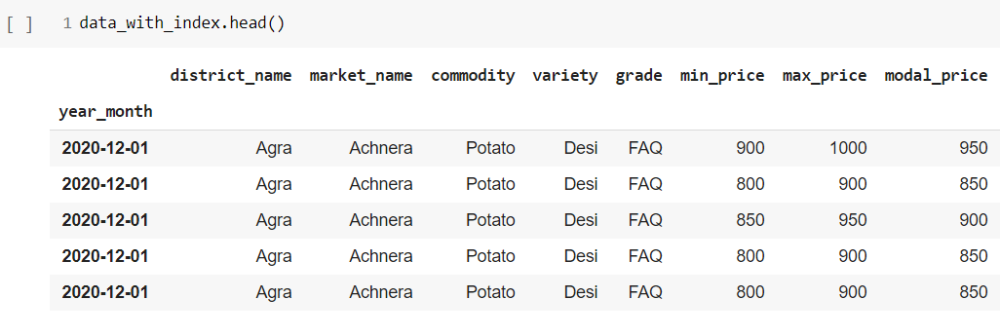 [ ] 1 data_with_index.head()
district_name market_name commodity variety grade min_price max_price modal_price
year_month
2020-12-01 Agra Achnera Potato Desi FAQ 900 1000 950
2020-12-01 Agra Achnera Potato Desi FAQ 800 900 850
2020-12-01 Agra Achnera Potato Desi FAQ 850 950 900
2020-12-01 Agra Achnera Potato Desi FAQ 800 900 850
2020-12-01 Agra Achnera Potato Desi FAQ 800 900 850